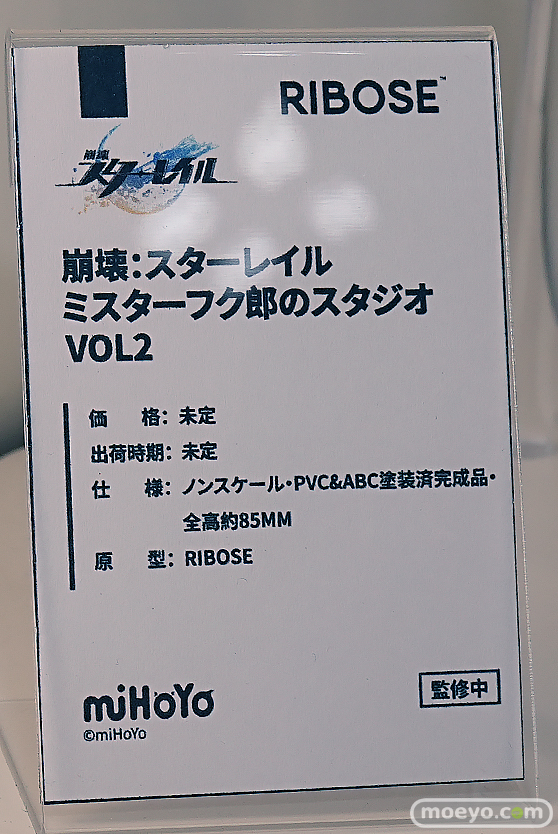 RIBOSE™
崩壊
スターレイル
崩壊:スターレイル
ミスターフク郎のスタジオ
VOL2
価 格: 未定
出荷時期: 未定
仕 様: ノンスケール・PVC&ABC塗装済完成品・
全高約85MM
原 型: RIBOSE
miHoYo
©miHoYo
監修中
moeyo.com